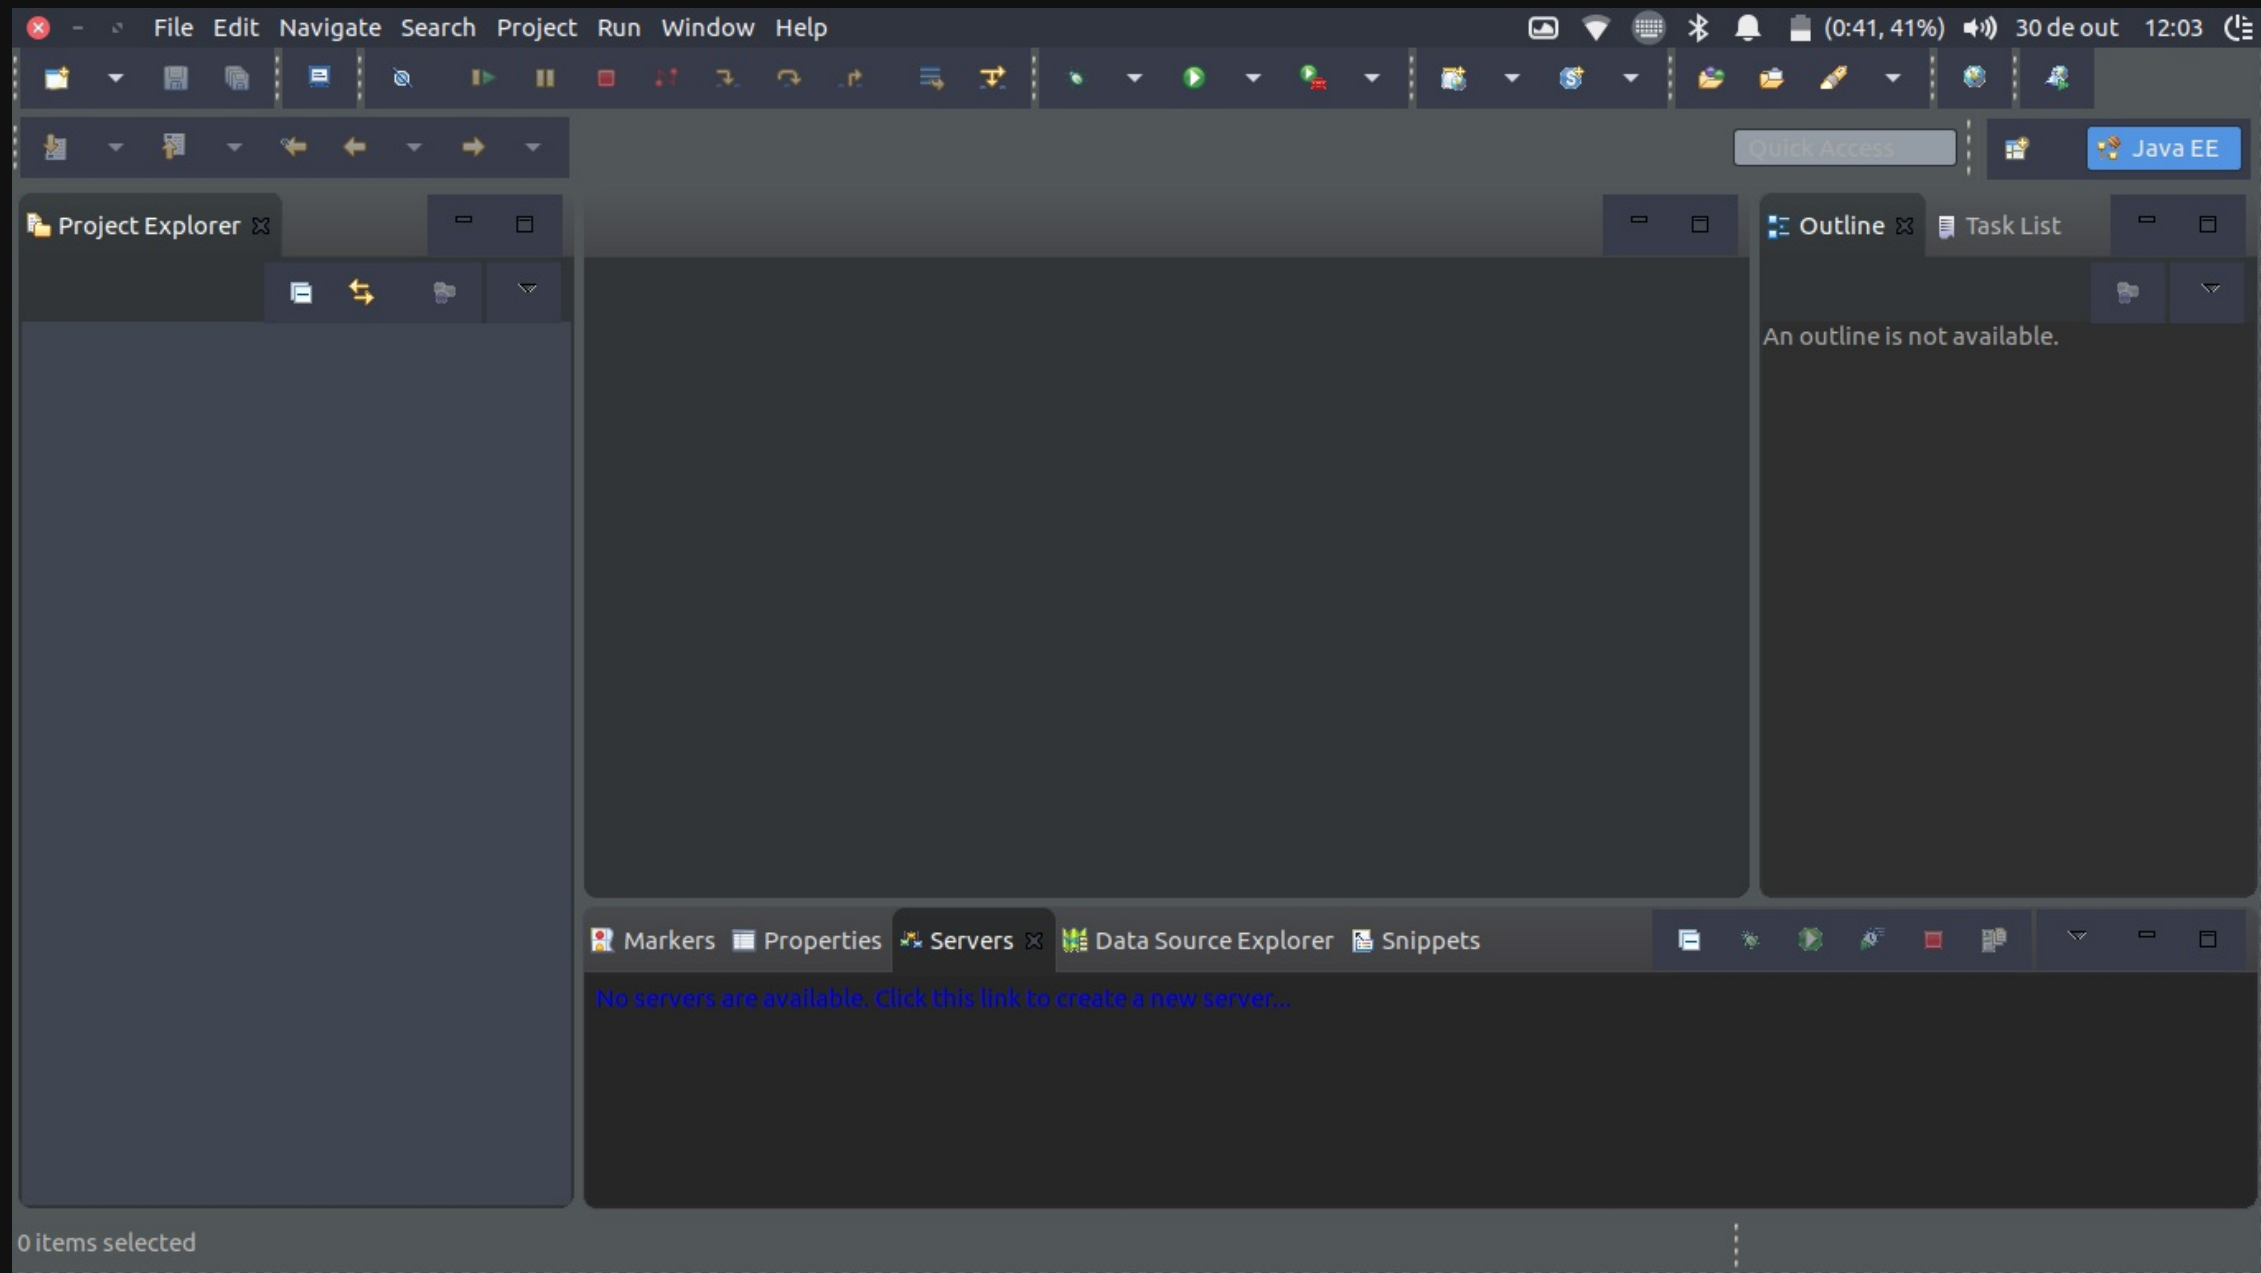 File Edit Navigate Search Project Run Window Help (0:41, 41%) 30 de out 12:03
Quick Access Java EE
Project Explorer
Outline Task List
An outline is not available.
Markers Properties Servers Data Source Explorer Snippets
No servers are available. Click this link to create a new server...
0 items selected